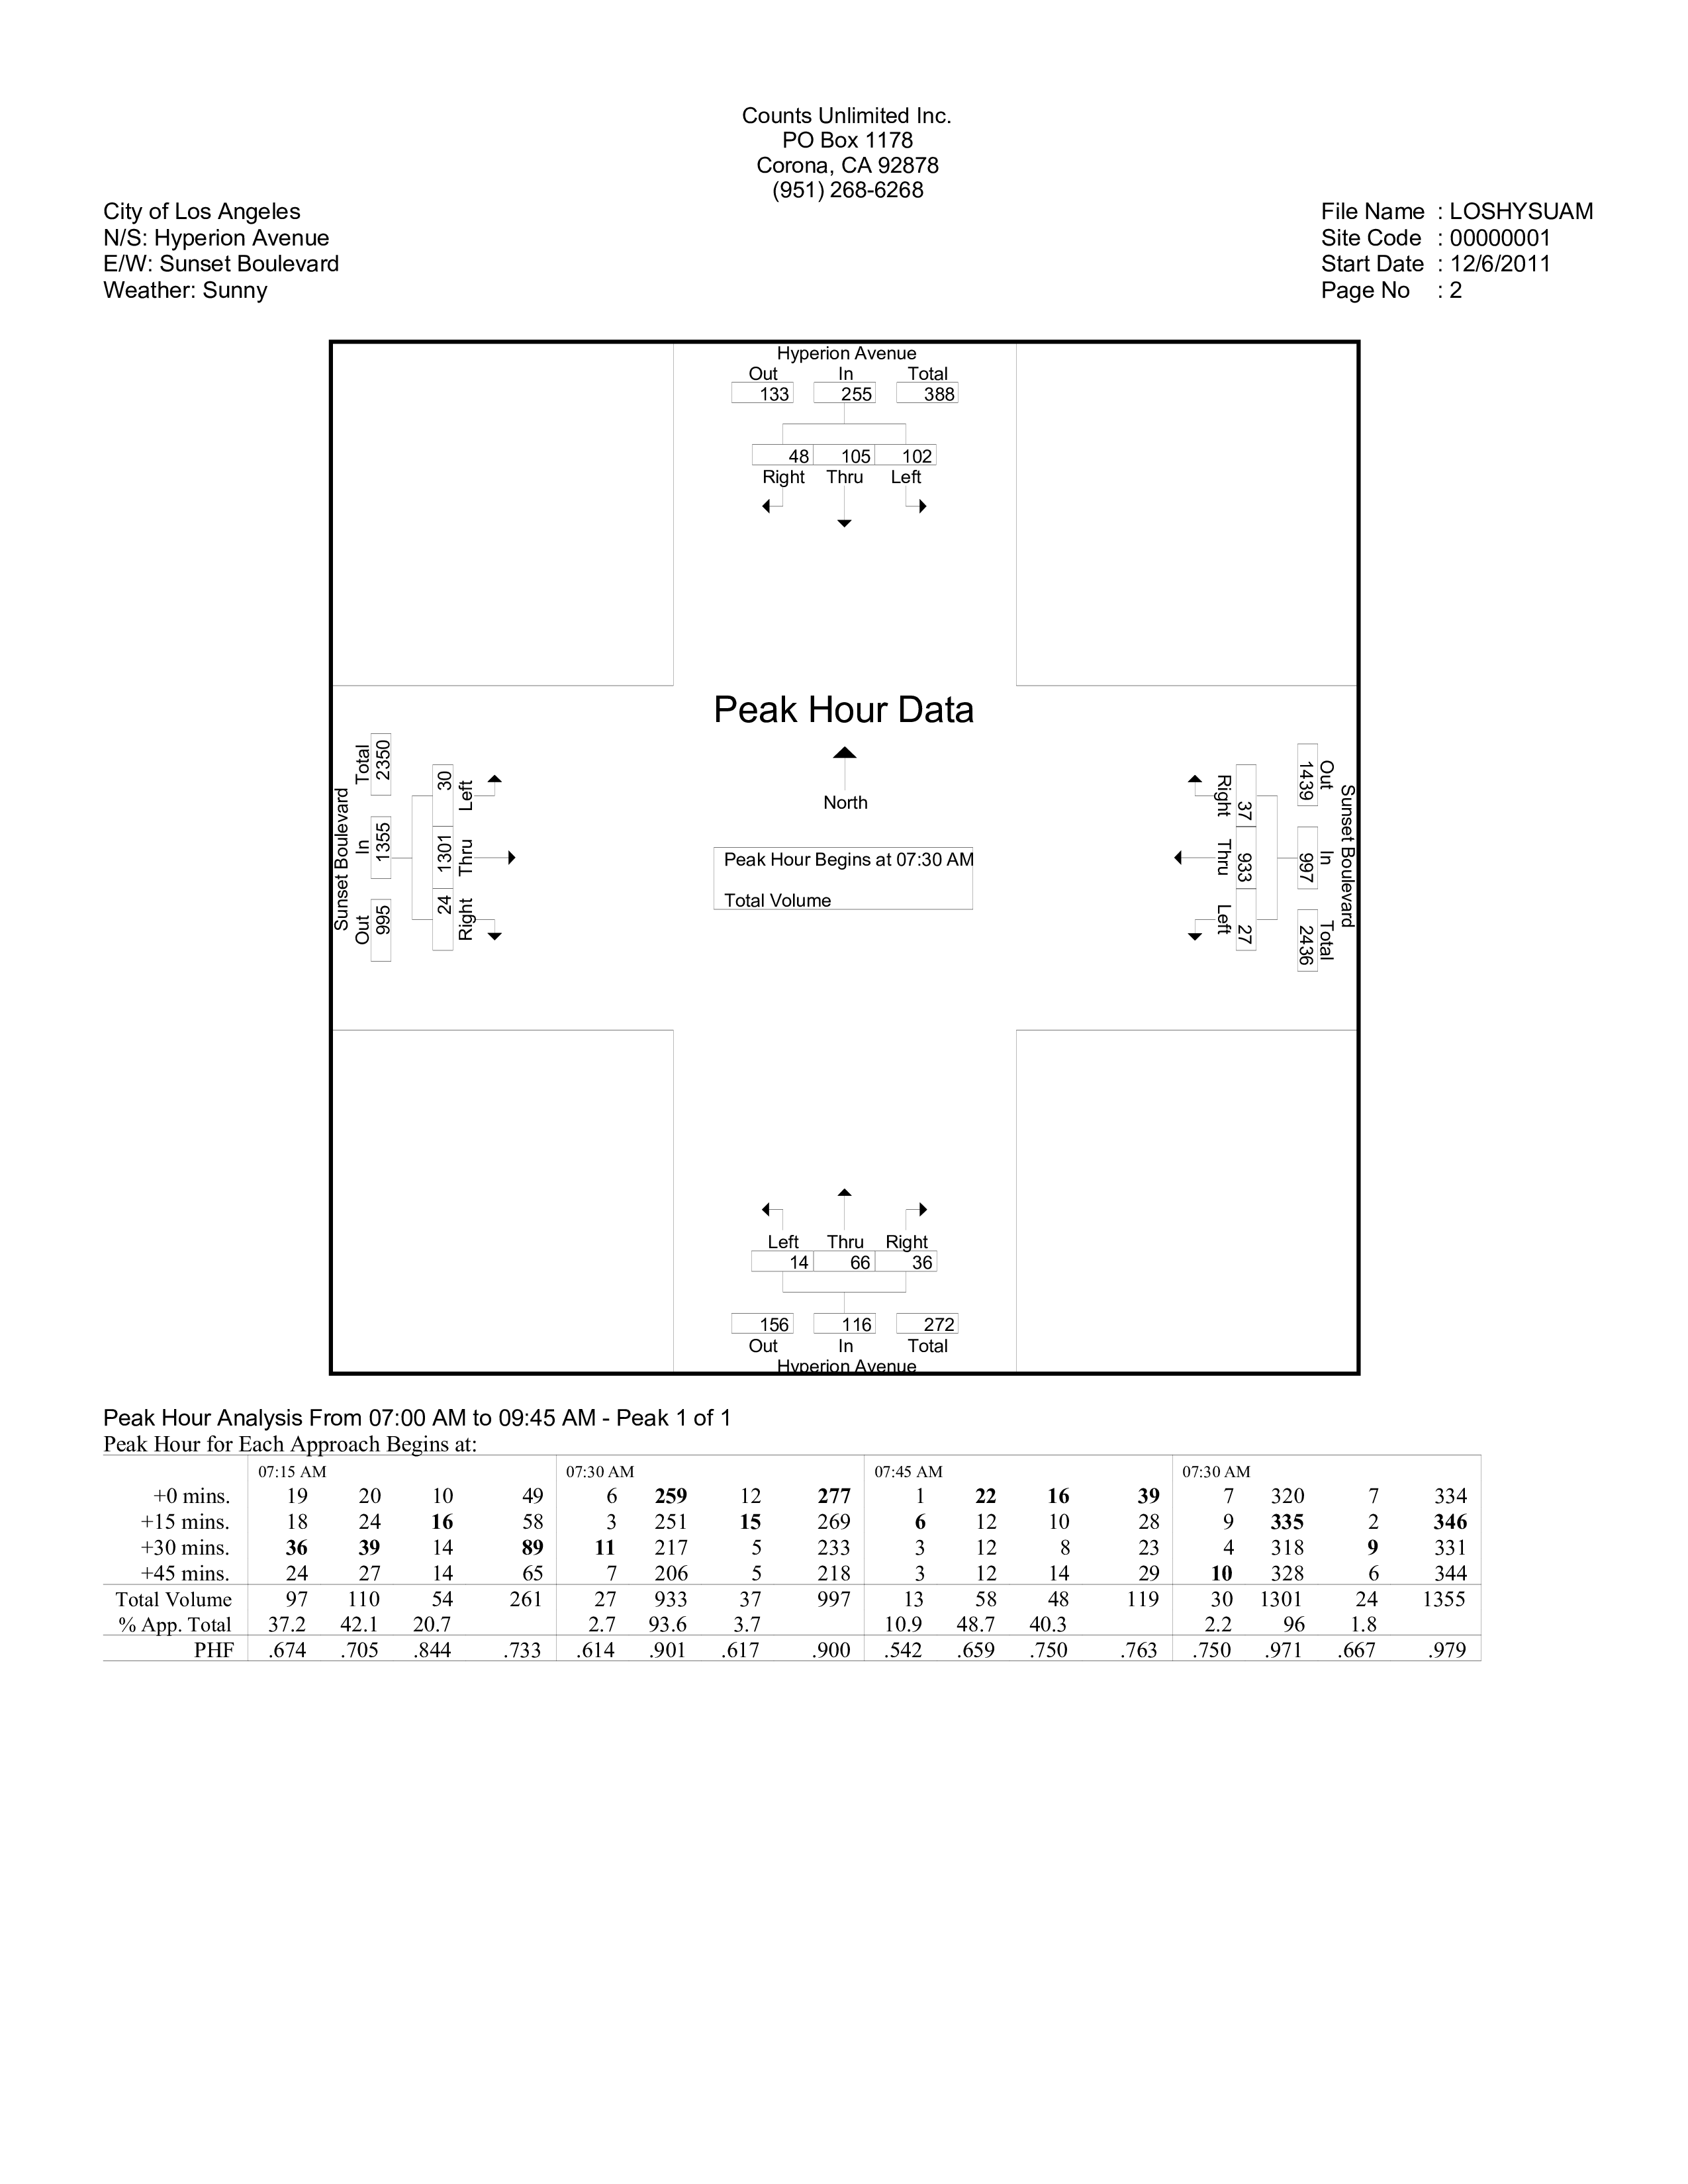 Counts Unlimited Inc.
PO Box 1178
Corona, CA 92878
(951) 268-6268
City of Los Angeles
N/S: Hyperion Avenue
E/W: Sunset Boulevard
Weather: Sunny
File Name : LOSHYSUAM
Site Code : 00000001
Start Date : 12/6/2011
Page No : 2
Hyperion Avenue
Out In Total
133 255 388
48 105 102
Right Thru Left
Peak Hour Data
North
Peak Hour Begins at 07:30 AM
Total Volume
Sunset Boulevard
Out In Total
995 1355 2350
24 1301 30
Right Thru Left
Sunset Boulevard
Out In Total
1439 997 2436
37 933 27
Right Thru Left
Left Thru Right
14 66 36
156 116 272
Out In Total
Hyperion Avenue
Peak Hour Analysis From 07:00 AM to 09:45 AM - Peak 1 of 1
Peak Hour for Each Approach Begins at:
07:15 AM 07:30 AM 07:45 AM 07:30 AM
+0 mins. 19 20 10 49 6 259 12 277 1 22 16 39 7 320 7 334
+15 mins. 18 24 16 58 3 251 15 269 6 12 10 28 9 335 2 346
+30 mins. 36 39 14 89 11 217 5 233 3 12 8 23 4 318 9 331
+45 mins. 24 27 14 65 7 206 5 218 3 12 14 29 10 328 6 344
Total Volume 97 110 54 261 27 933 37 997 13 58 48 119 30 1301 24 1355
% App. Total 37.2 42.1 20.7 2.7 93.6 3.7 10.9 48.7 40.3 2.2 96 1.8
PHF .674 .705 .844 .733 .614 .901 .617 .900 .542 .659 .750 .763 .750 .971 .667 .979